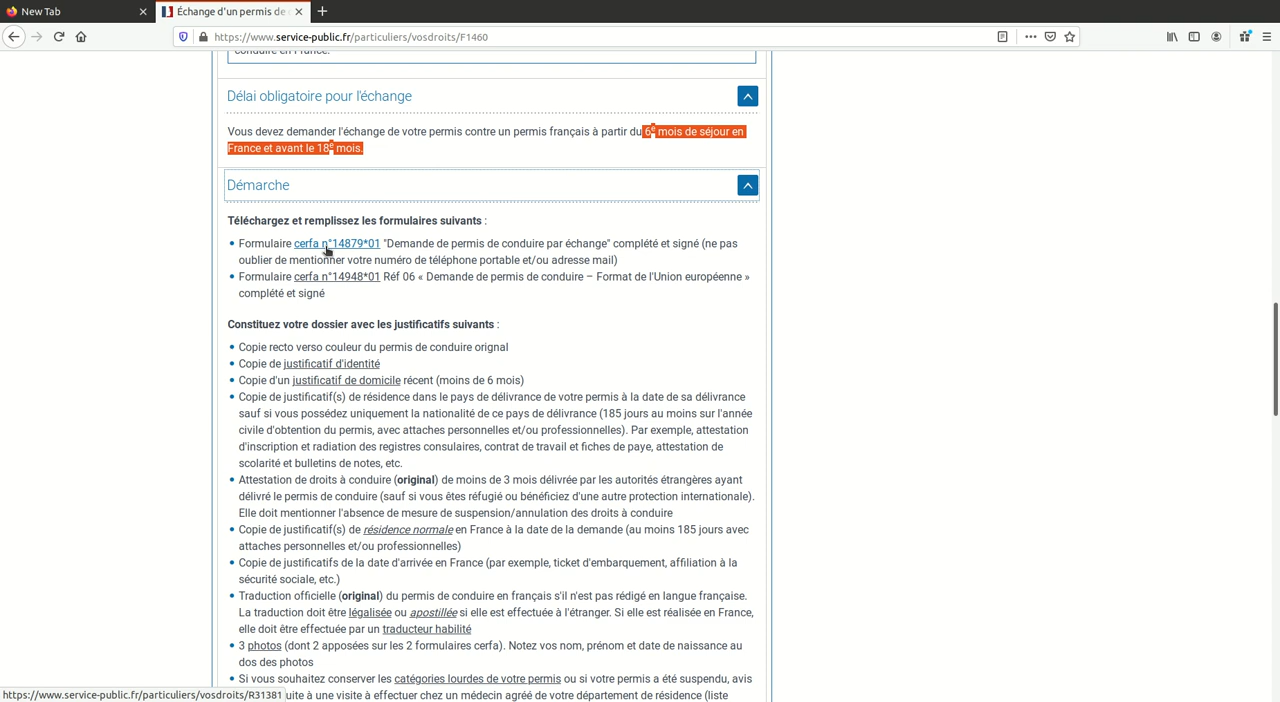 New Tab
Échange d'un permis de
https://www.service-public.fr/particuliers/vosdroits/F1460
conduite en France.
Délai obligatoire pour l'échange
Vous devez demander l'échange de votre permis contre un permis français à partir du 6e mois de séjour en
France et avant le 18e mois.
Démarche
Téléchargez et remplissez les formulaires suivants :
• Formulaire cerfa n°14879*01 "Demande de permis de conduire par échange" complété et signé (ne pas
oublier de mentionner votre numéro de téléphone portable et/ou adresse mail)
• Formulaire cerfa n°14948*01 Réf 06 « Demande de permis de conduire – Format de l'Union européenne »
complété et signé
Constituez votre dossier avec les justificatifs suivants :
• Copie recto verso couleur du permis de conduire orignal
• Copie de justificatif d'identité
• Copie d'un justificatif de domicile récent (moins de 6 mois)
• Copie de justificatif(s) de résidence dans le pays de délivrance de votre permis à la date de sa délivrance
sauf si vous possédez uniquement la nationalité de ce pays de délivrance (185 jours au moins sur l'année
civile d'obtention du permis, avec attaches personnelles et/ou professionnelles). Par exemple, attestation
d'inscription et radiation des registres consulaires, contrat de travail et fiches de paye, attestation de
scolarité et bulletins de notes, etc.
• Attestation de droits à conduire (original) de moins de 3 mois délivrée par les autorités étrangères ayant
délivré le permis de conduire (sauf si vous êtes réfugié ou bénéficiez d'une autre protection internationale).
Elle doit mentionner l'absence de mesure de suspension/annulation des droits à conduire
• Copie de justificatif(s) de résidence normale en France à la date de la demande (au moins 185 jours avec
attaches personnelles et/ou professionnelles)
• Copie de justificatifs de la date d'arrivée en France (par exemple, ticket d'embarquement, affiliation à la
sécurité sociale, etc.)
• Traduction officielle (original) du permis de conduire en français s'il n'est pas rédigé en langue française.
La traduction doit être légalisée ou apostillée si elle est effectuée à l'étranger. Si elle est réalisée en France,
elle doit être effectuée par un traducteur habilité
• 3 photos (dont 2 apposées sur les 2 formulaires cerfa). Notez vos nom, prénom et date de naissance au
dos des photos
• Si vous souhaitez conserver les catégories lourdes de votre permis ou si votre permis a été suspendu, avis
https://www.service-public.fr/particuliers/vosdroits/R31381 uite à une visite à effectuer chez un médecin agréé de votre département de résidence (liste